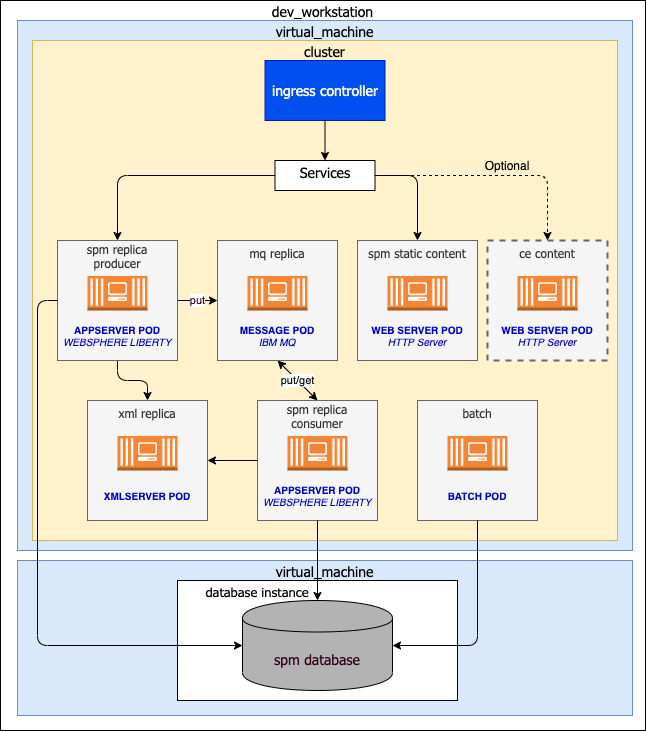 dev_workstation
virtual_machine
cluster
ingress controller
Services
Optional
spm replica
producer
APPSERVER POD
WEBSPHERE LIBERTY
put
mq replica
MESSAGE POD
IBM MQ
spm static content
WEB SERVER POD
HTTP Server
ce content
WEB SERVER POD
HTTP Server
put/get
xml replica
XMLSERVER POD
spm replica
consumer
APPSERVER POD
WEBSPHERE LIBERTY
batch
BATCH POD
virtual_machine
database instance
spm database